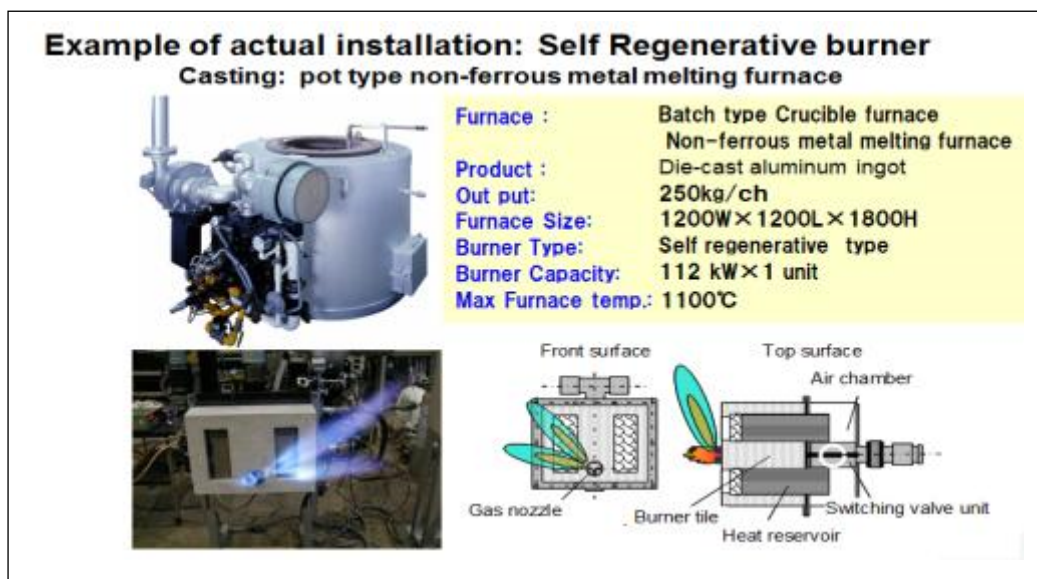 Example of actual installation: Self Regenerative burner
Casting: pot type non-ferrous metal melting furnace
Furnace : Batch type Crucible furnace
Non-ferrous metal melting furnace
Product : Die-cast aluminum ingot
Out put: 250kg/ch
Furnace Size: 1200W×1200L×1800H
Burner Type: Self regenerative type
Burner Capacity: 112 kW×1 unit
Max Furnace temp.: 1100℃
Front surface
Top surface
Air chamber
Gas nozzle
Burner tile
Switching valve unit
Heat reservoir